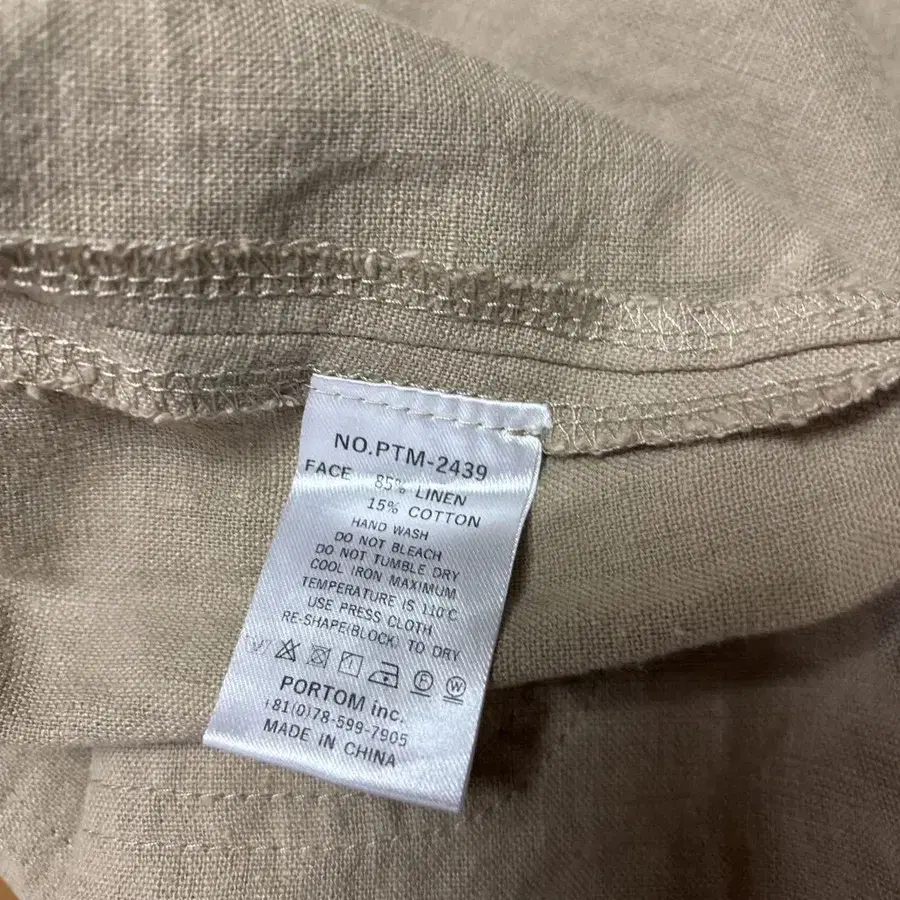 NO.PTM-2439
FACE 85% LINEN
15% COTTON
HAND WASH
DO NOT BLEACH
DO NOT TUMBLE DRY
COOL IRON MAXIMUM
TEMPERATURE IS 110°C
USE PRESS CLOTH
RE-SHAPE(BLOCK) TO DRY
F W
PORTOM inc.
+81(0)78-599-7905
MADE IN CHINA